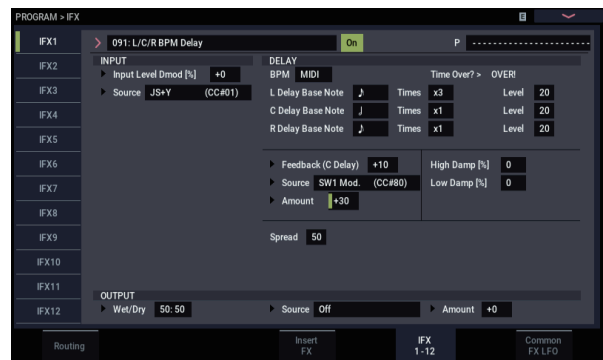 PROGRAM > IFX E
IFX1 091: L/C/R BPM Delay On P ------------------------
IFX2 INPUT DELAY
Input Level Dmod [%] +0 BPM MIDI Time Over? > OVER!
IFX3 Source JS+Y (CC#01) L Delay Base Note ♪ Times x3 Level 20
IFX4 C Delay Base Note ♩ Times x1 Level 20
IFX5 R Delay Base Note ♪ Times x1 Level 20
IFX6 Feedback (C Delay) +10 High Damp [%] 0
IFX7 Source SW1 Mod. (CC#80) Low Damp [%] 0
IFX8 Amount +30
IFX9 Spread 50
IFX10
IFX11
OUTPUT
IFX12 Wet/Dry 50: 50 Source Off Amount +0
Routing Insert FX IFX 1-12 Common FX LFO